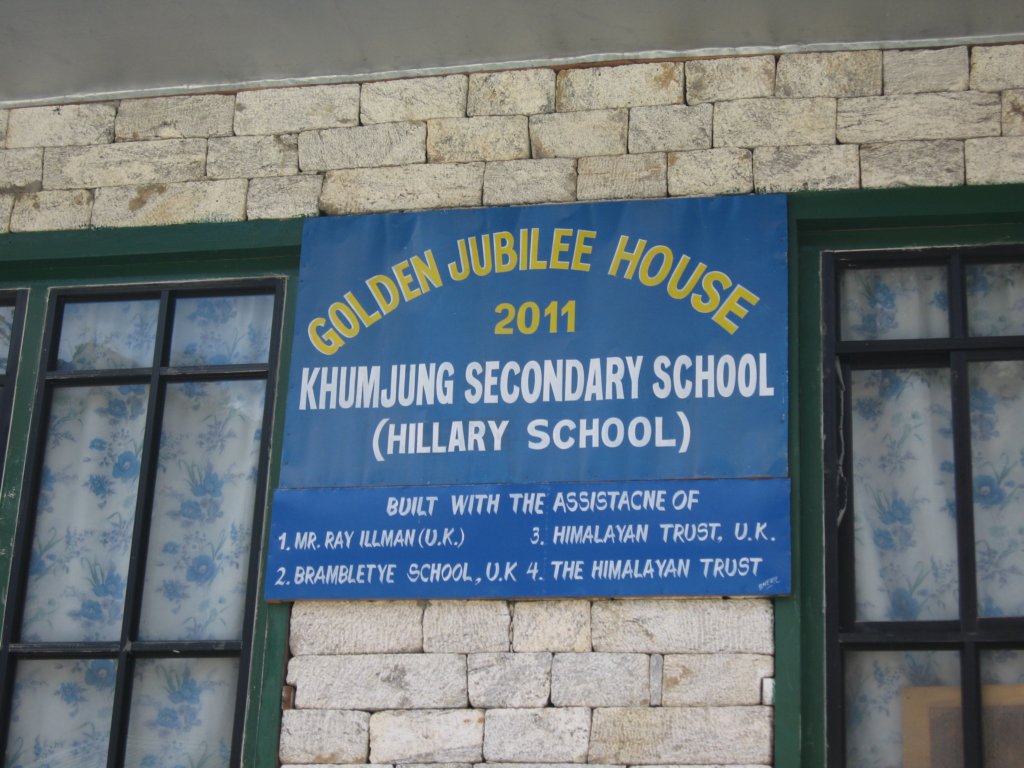 GOLDEN JUBILEE HOUSE
2011
KHUMJUNG SECONDARY SCHOOL
(HILLARY SCHOOL)
BUILT WITH THE ASSISTACNE OF
1. MR. RAY ILLMAN (U.K.) 3. HIMALAYAN TRUST, U.K.
2. BRAMBLETYE SCHOOL, U.K 4. THE HIMALAYAN TRUST